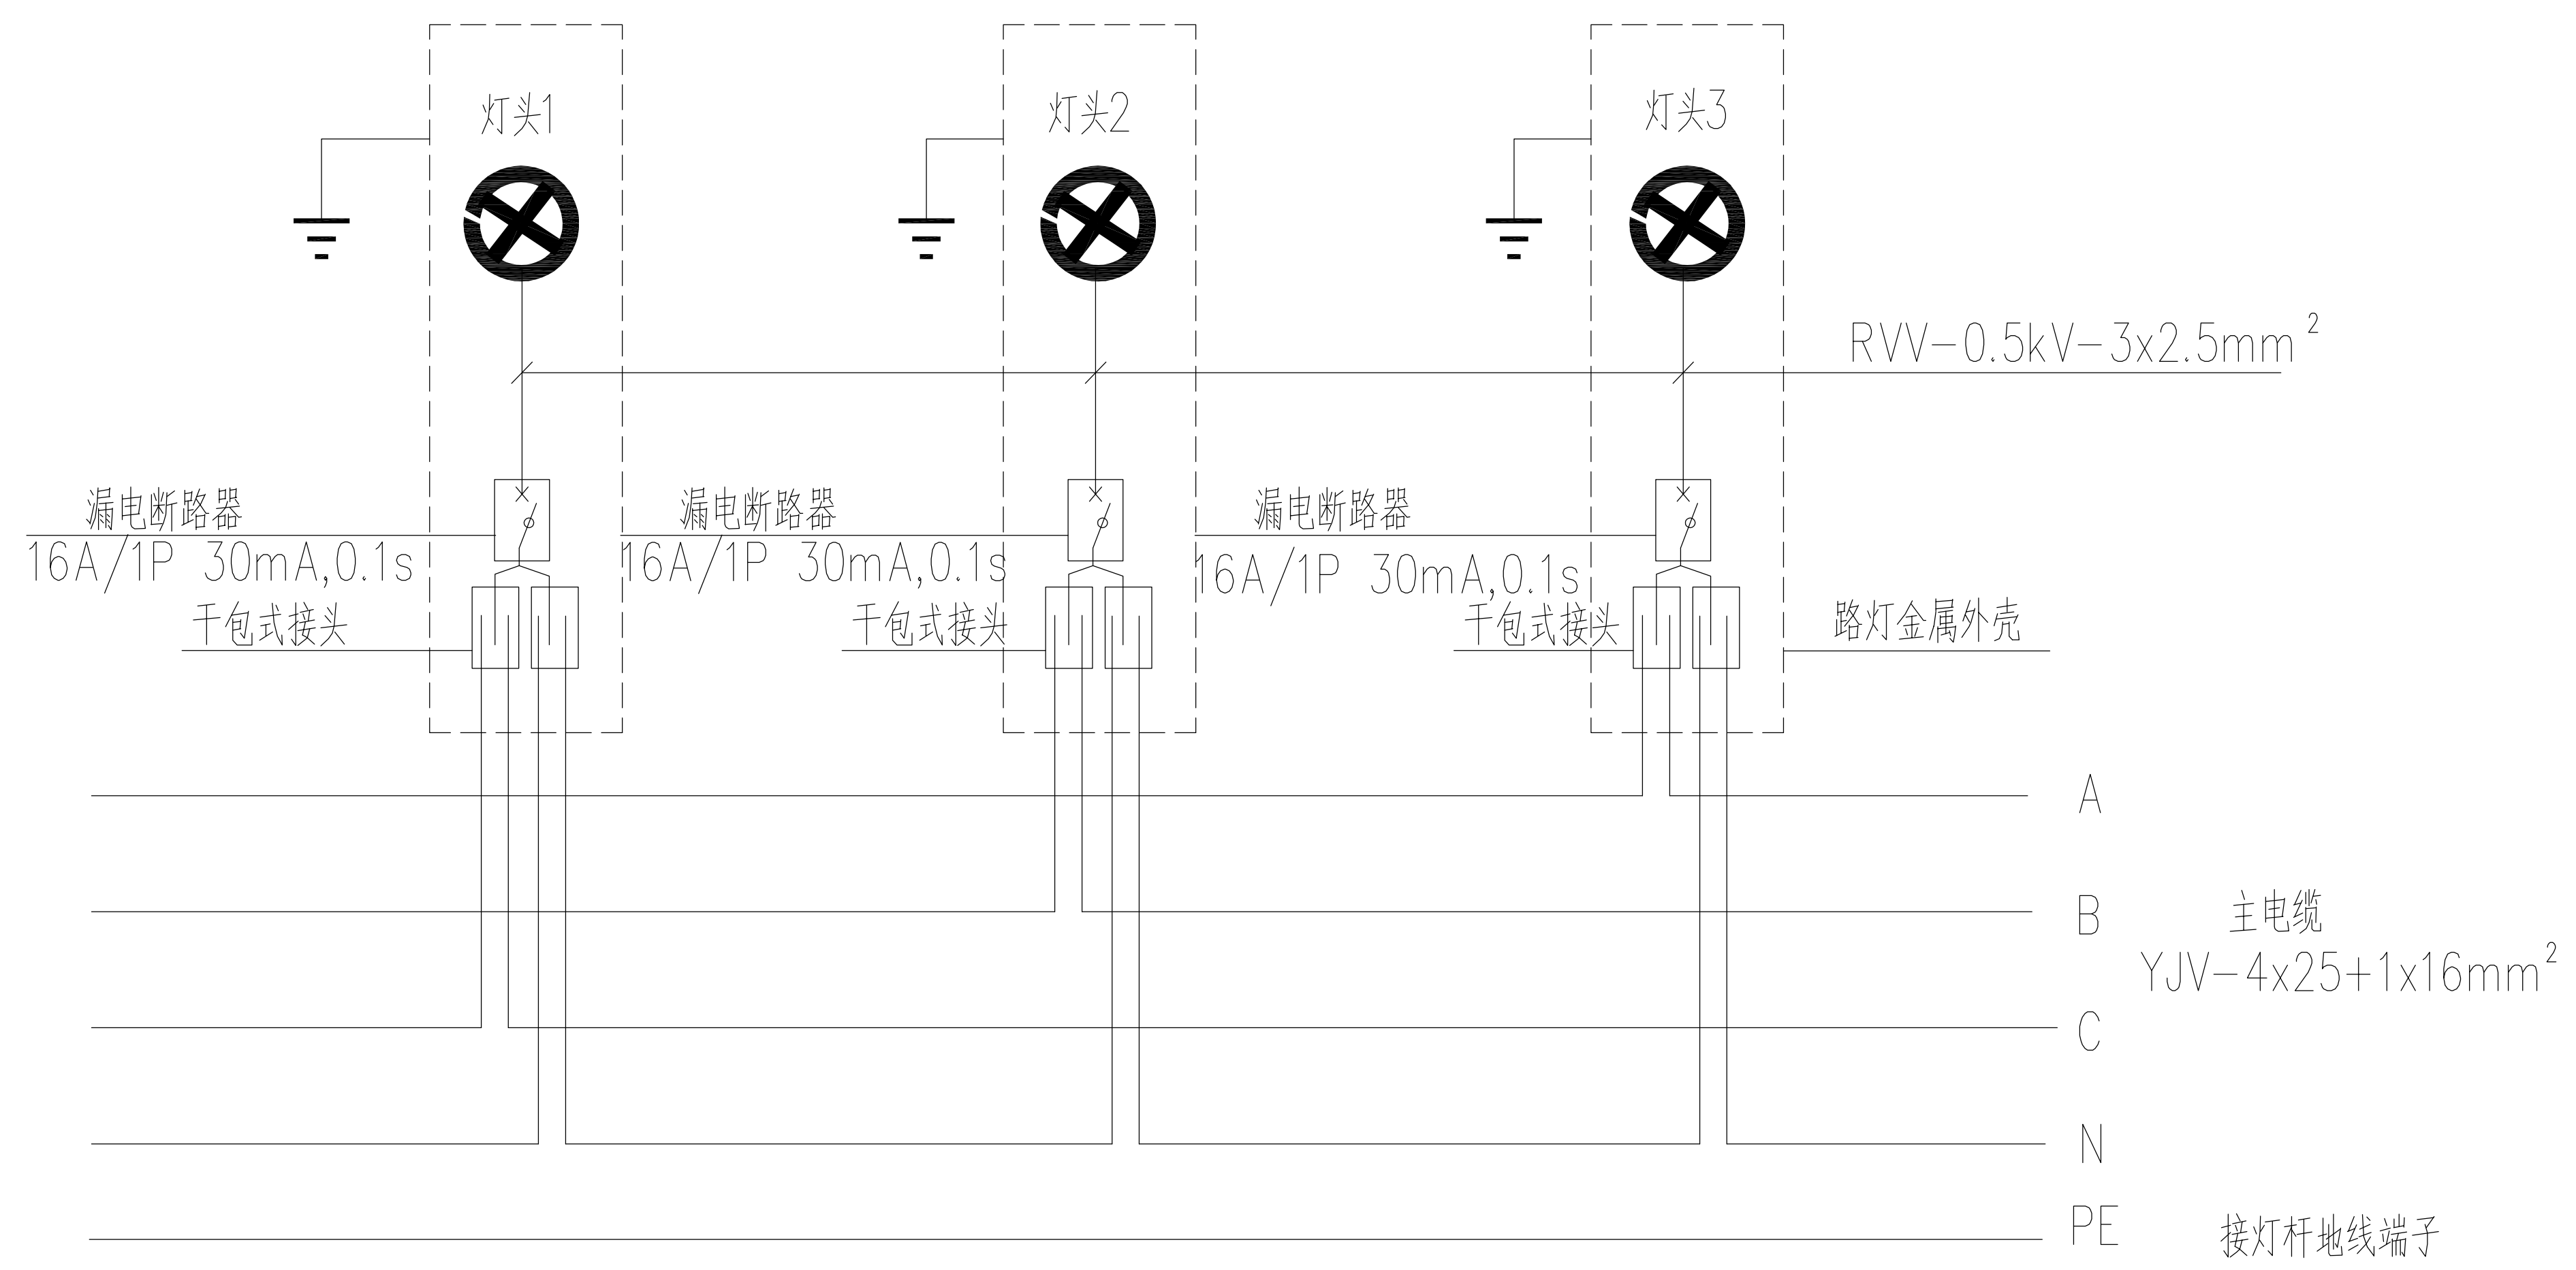 灯头1
灯头2
灯头3
RVV-0.5kV-3x2.5mm²
漏电断路器
16A/1P 30mA,0.1s
漏电断路器
16A/1P 30mA,0.1s
漏电断路器
16A/1P 30mA,0.1s
干包式接头
干包式接头
干包式接头
路灯金属外壳
A
B
主电缆
YJV-4x25+1x16mm²
C
N
PE
接灯杆地线端子